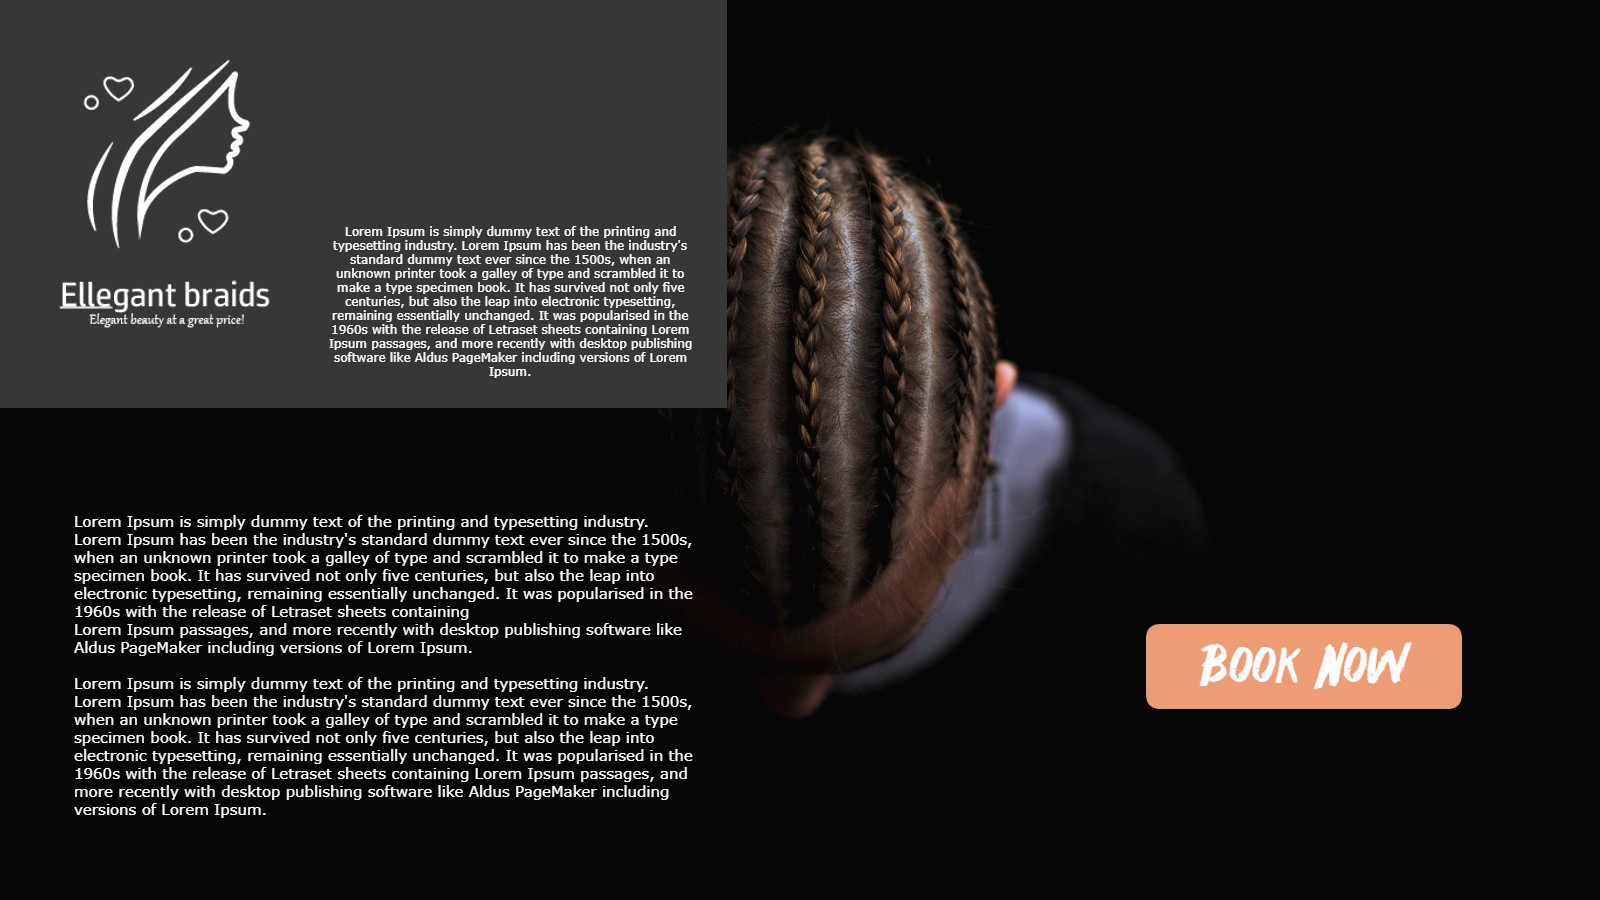 Ellegant braids
Elegant beauty at a great price!
Lorem Ipsum is simply dummy text of the printing and
typesetting industry. Lorem Ipsum has been the industry's
standard dummy text ever since the 1500s, when an
unknown printer took a galley of type and scrambled it to
make a type specimen book. It has survived not only five
centuries, but also the leap into electronic typesetting,
remaining essentially unchanged. It was popularised in the
1960s with the release of Letraset sheets containing Lorem
Ipsum passages, and more recently with desktop publishing
software like Aldus PageMaker including versions of Lorem
Ipsum.
Lorem Ipsum is simply dummy text of the printing and typesetting industry.
Lorem Ipsum has been the industry's standard dummy text ever since the 1500s,
when an unknown printer took a galley of type and scrambled it to make a type
specimen book. It has survived not only five centuries, but also the leap into
electronic typesetting, remaining essentially unchanged. It was popularised in the
1960s with the release of Letraset sheets containing
Lorem Ipsum passages, and more recently with desktop publishing software like
Aldus PageMaker including versions of Lorem Ipsum.
Lorem Ipsum is simply dummy text of the printing and typesetting industry.
Lorem Ipsum has been the industry's standard dummy text ever since the 1500s,
when an unknown printer took a galley of type and scrambled it to make a type
specimen book. It has survived not only five centuries, but also the leap into
electronic typesetting, remaining essentially unchanged. It was popularised in the
1960s with the release of Letraset sheets containing Lorem Ipsum passages, and
more recently with desktop publishing software like Aldus PageMaker including
versions of Lorem Ipsum.
Book Now